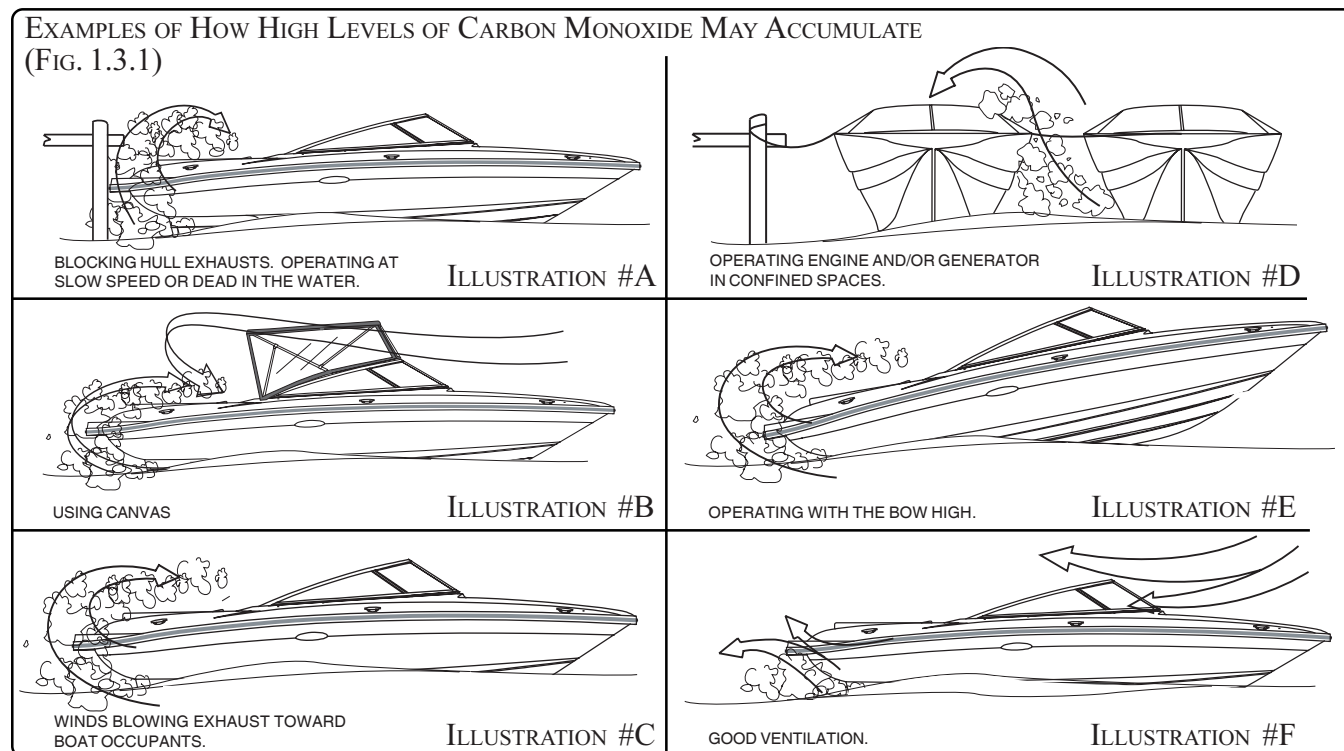 Examples of How High Levels of Carbon Monoxide May Accumulate
(Fig. 1.3.1)
BLOCKING HULL EXHAUSTS. OPERATING AT
SLOW SPEED OR DEAD IN THE WATER.
Illustration #A
USING CANVAS
Illustration #B
WINDS BLOWING EXHAUST TOWARD
BOAT OCCUPANTS.
Illustration #C
OPERATING ENGINE AND/OR GENERATOR
IN CONFINED SPACES.
Illustration #D
OPERATING WITH THE BOW HIGH.
Illustration #E
GOOD VENTILATION.
Illustration #F